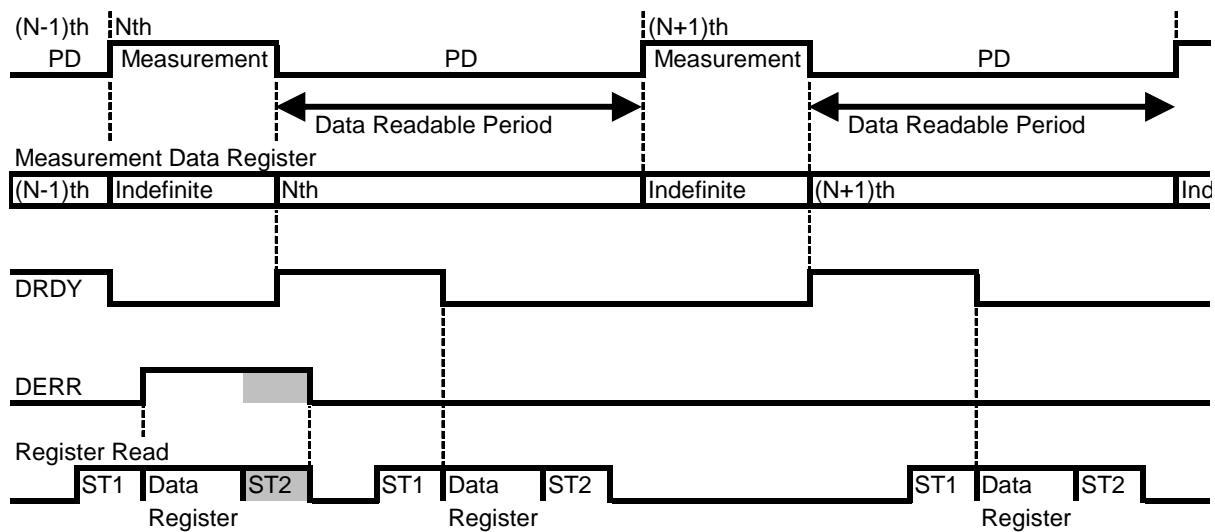 (N-1)th Nth (N+1)th
PD Measurement PD Measurement PD
Data Readable Period Data Readable Period
Measurement Data Register
(N-1)th Indefinite Nth Indefinite (N+1)th Ind
DRDY
DERR
Register Read
ST1 Data ST2 ST1 Data ST2 ST1 Data ST2
Register Register Register